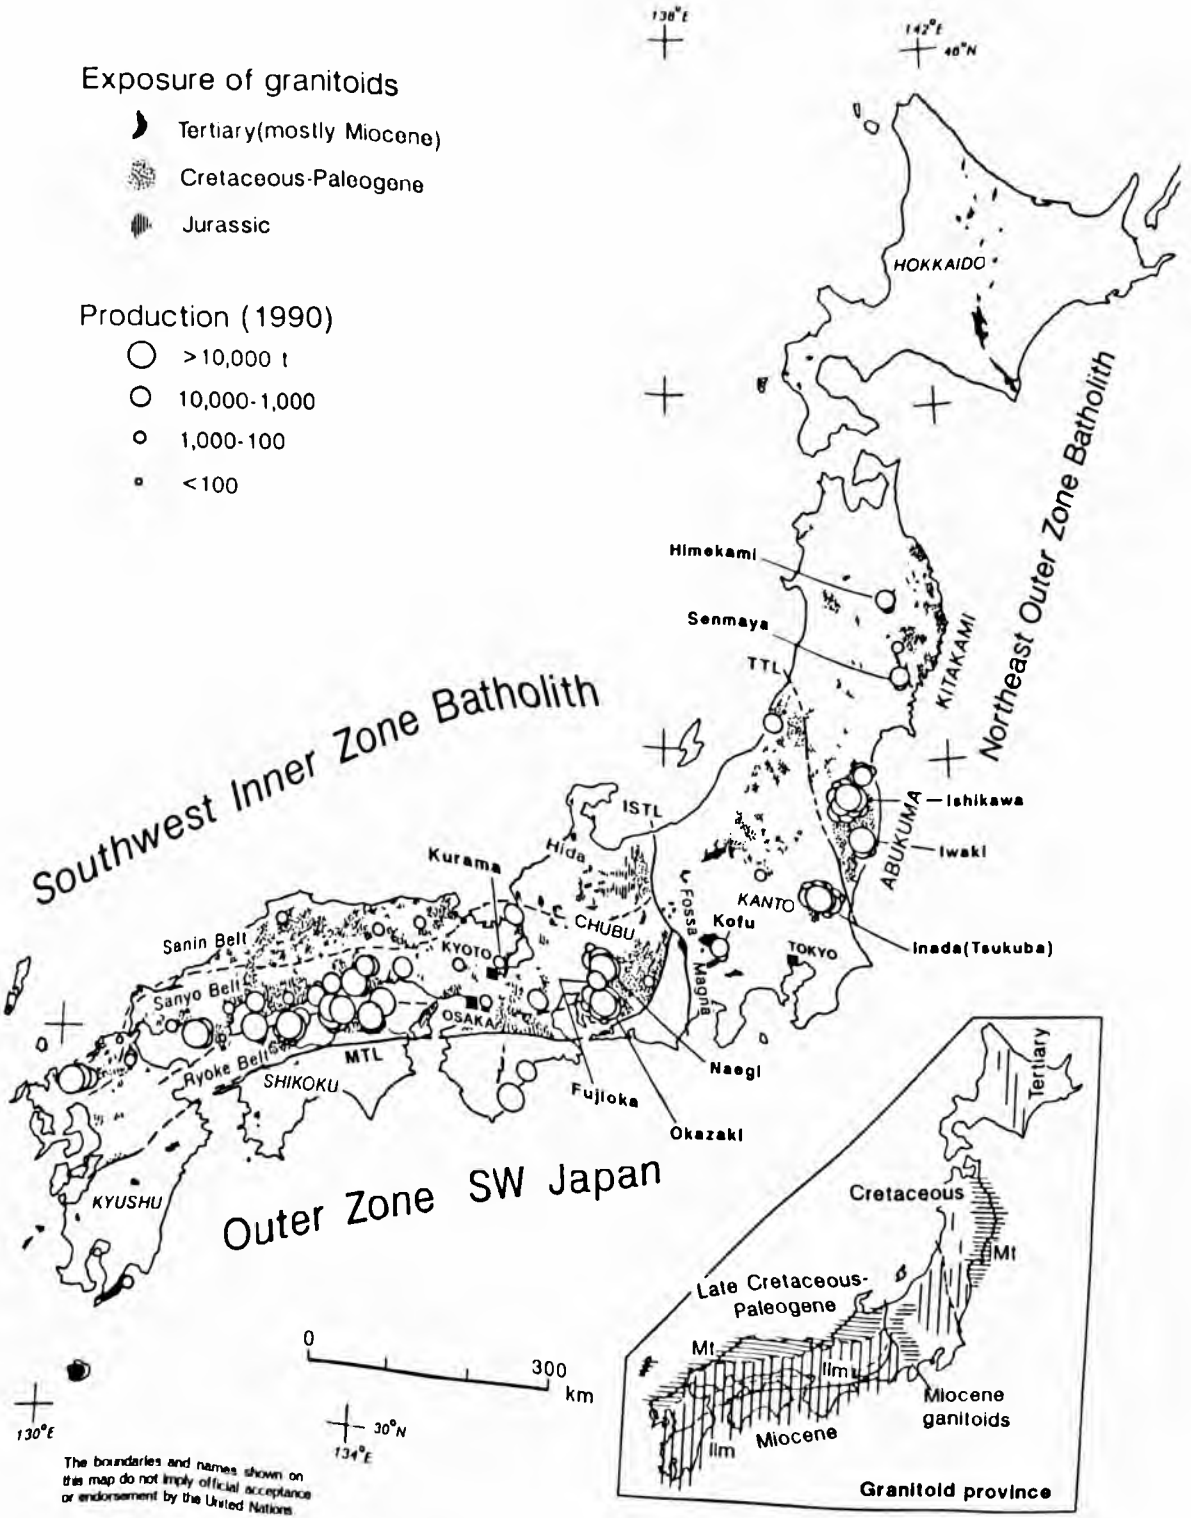 138°E
142°E
46°N
Exposure of granitoids
Tertiary(mostly Miocene)
Cretaceous-Paleogene
Jurassic
Production (1990)
>10,000 t
10,000-1,000
1,000-100
<100
HOKKAIDO
Northeast Outer Zone Batholith
Himekami
Senmaya
TTL
KITAKAMI
Southwest Inner Zone Batholith
ISTL
Ishikawa
ABUKUMA
Iwaki
Hida
Kurama
KANTO
Fossa
Magna
Kofu
CHUBU
Inada(Tsukuba)
Sanin Belt
KYOTO
TOKYO
Sanyo Belt
OSAKA
MTL
Ryoke Belt
SHIKOKU
Naegi
Fujioka
Okazaki
KYUSHU
Outer Zone SW Japan
Tertiary
Cretaceous
Mt
Late Cretaceous-
Paleogene
Mt
Ilm
Miocene
ganitoids
Miocene
Ilm
Granitoid province
0
300
km
130°E
134°E
30°N
The boundaries and names shown on
this map do not imply official acceptance
or endorsement by the United Nations